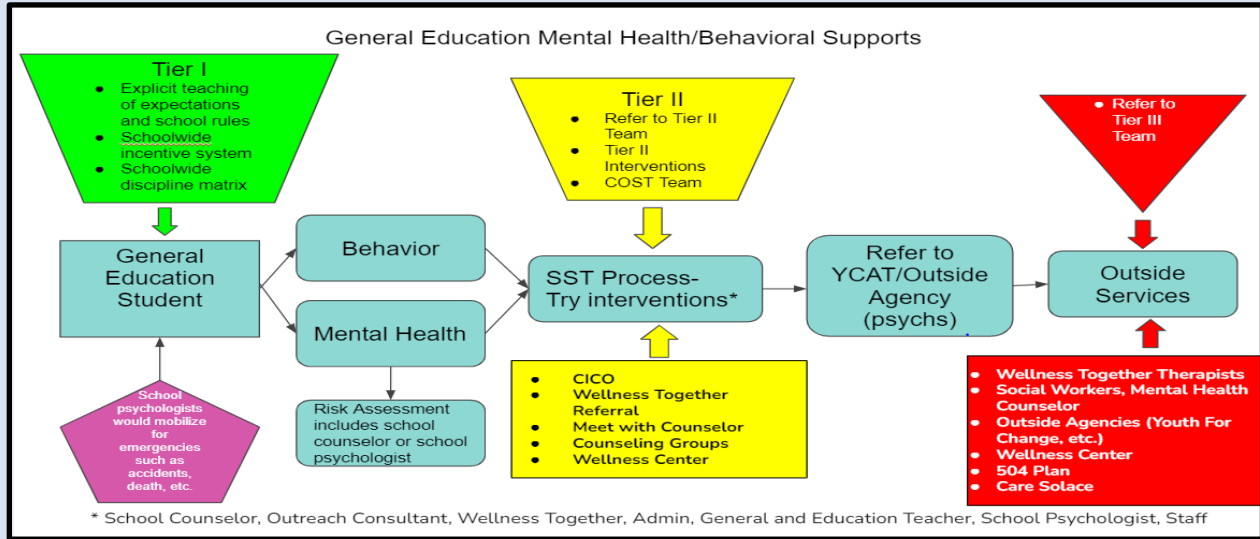 General Education Mental Health/Behavioral Supports
Tier I
● Explicit teaching
of expectations
and school rules
● Schoolwide
incentive system
● Schoolwide
discipline matrix
Tier II
● Refer to Tier II
Team
● Tier II
Interventions
● COST Team
● Refer to
Tier III
Team
General
Education
Student
Behavior
Mental Health
SST Process-
Try interventions*
Refer to
YCAT/Outside
Agency
(psychs)
Outside
Services
School
psychologists
would mobilize
for
emergencies
such as
accidents,
death, etc.
Risk Assessment
includes school
counselor or school
psychologist
● CICO
● Wellness Together
Referral
● Meet with Counselor
● Counseling Groups
● Wellness Center
● Wellness Together Therapists
● Social Workers, Mental Health
Counselor
● Outside Agencies (Youth For
Change, etc.)
● Wellness Center
● 504 Plan
● Care Solace
* School Counselor, Outreach Consultant, Wellness Together, Admin, General and Education Teacher, School Psychologist, Staff